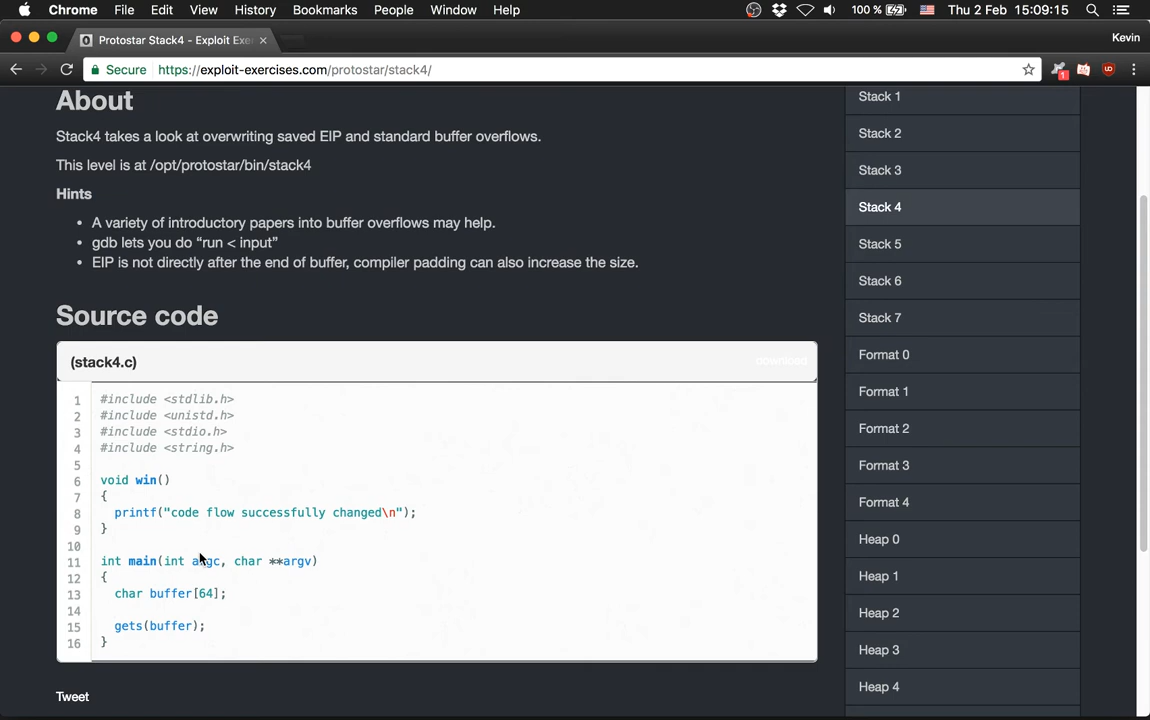 Chrome File Edit View History Bookmarks People Window Help 100 % Thu 2 Feb 15:09:15
Protostar Stack4 - Exploit Exe Kevin
Secure https://exploit-exercises.com/protostar/stack4/ 1
About
Stack4 takes a look at overwriting saved EIP and standard buffer overflows.
This level is at /opt/protostar/bin/stack4
Hints
• A variety of introductory papers into buffer overflows may help.
• gdb lets you do “run < input”
• EIP is not directly after the end of buffer, compiler padding can also increase the size.
Source code
(stack4.c) download
1 #include <stdlib.h>
2 #include <unistd.h>
3 #include <stdio.h>
4 #include <string.h>
5
6 void win()
7 {
8 printf("code flow successfully changed\n");
9 }
10
11 int main(int argc, char **argv)
12 {
13 char buffer[64];
14
15 gets(buffer);
16 }
Tweet
Stack 1
Stack 2
Stack 3
Stack 4
Stack 5
Stack 6
Stack 7
Format 0
Format 1
Format 2
Format 3
Format 4
Heap 0
Heap 1
Heap 2
Heap 3
Heap 4